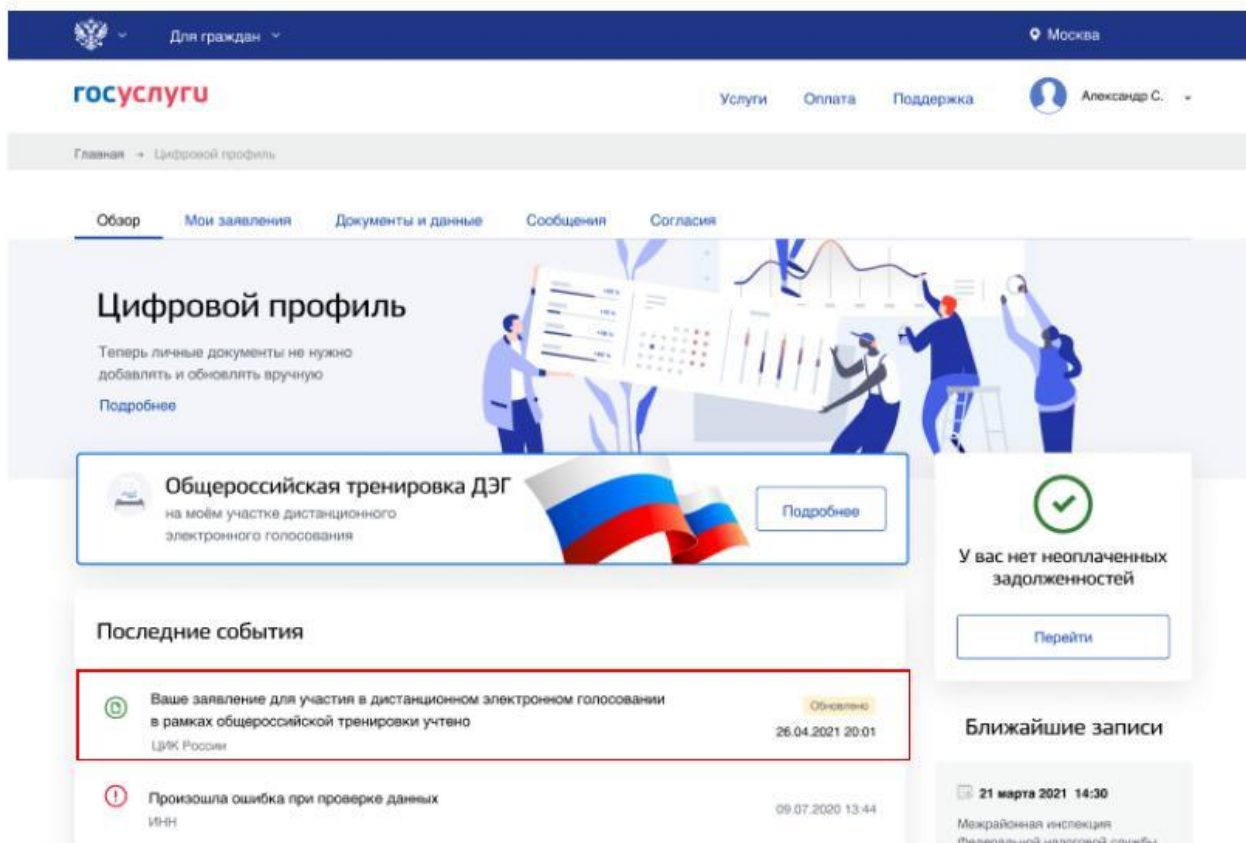 Для граждан
Москва
госуслуги
Услуги Оплата Поддержка Александр С.
Главная → Цифровой профиль
Обзор Мои заявления Документы и данные Сообщения Согласия
Цифровой профиль
Теперь личные документы не нужно
добавлять и обновлять вручную
Подробнее
Общероссийская тренировка ДЭГ
на моём участке дистанционного
электронного голосования
Подробнее
У вас нет неоплаченных
задолженностей
Перейти
Последние события
Ваше заявление для участия в дистанционном электронном голосовании
в рамках общероссийской тренировки учтено
ЦИК России
Обновлено
26.04.2021 20:01
Произошла ошибка при проверке данных
ИНН
09.07.2020 13:44
Ближайшие записи
21 марта 2021 14:30
Межрайонная инспекция
Федеральной налоговой службы